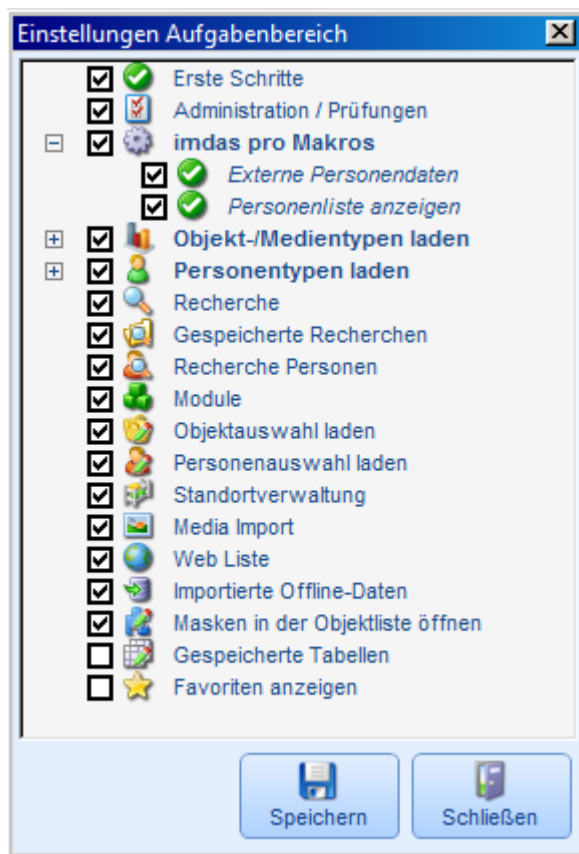 Einstellungen Aufgabenbereich
Erste Schritte
Administration / Prüfungen
imdas pro Makros
Externe Personendaten
Personenliste anzeigen
Objekt-/Medientypen laden
Personentypen laden
Recherche
Gespeicherte Recherchen
Recherche Personen
Module
Objektauswahl laden
Personenauswahl laden
Standortverwaltung
Media Import
Web Liste
Importierte Offline-Daten
Masken in der Objektliste öffnen
Gespeicherte Tabellen
Favoriten anzeigen
Speichern
Schließen